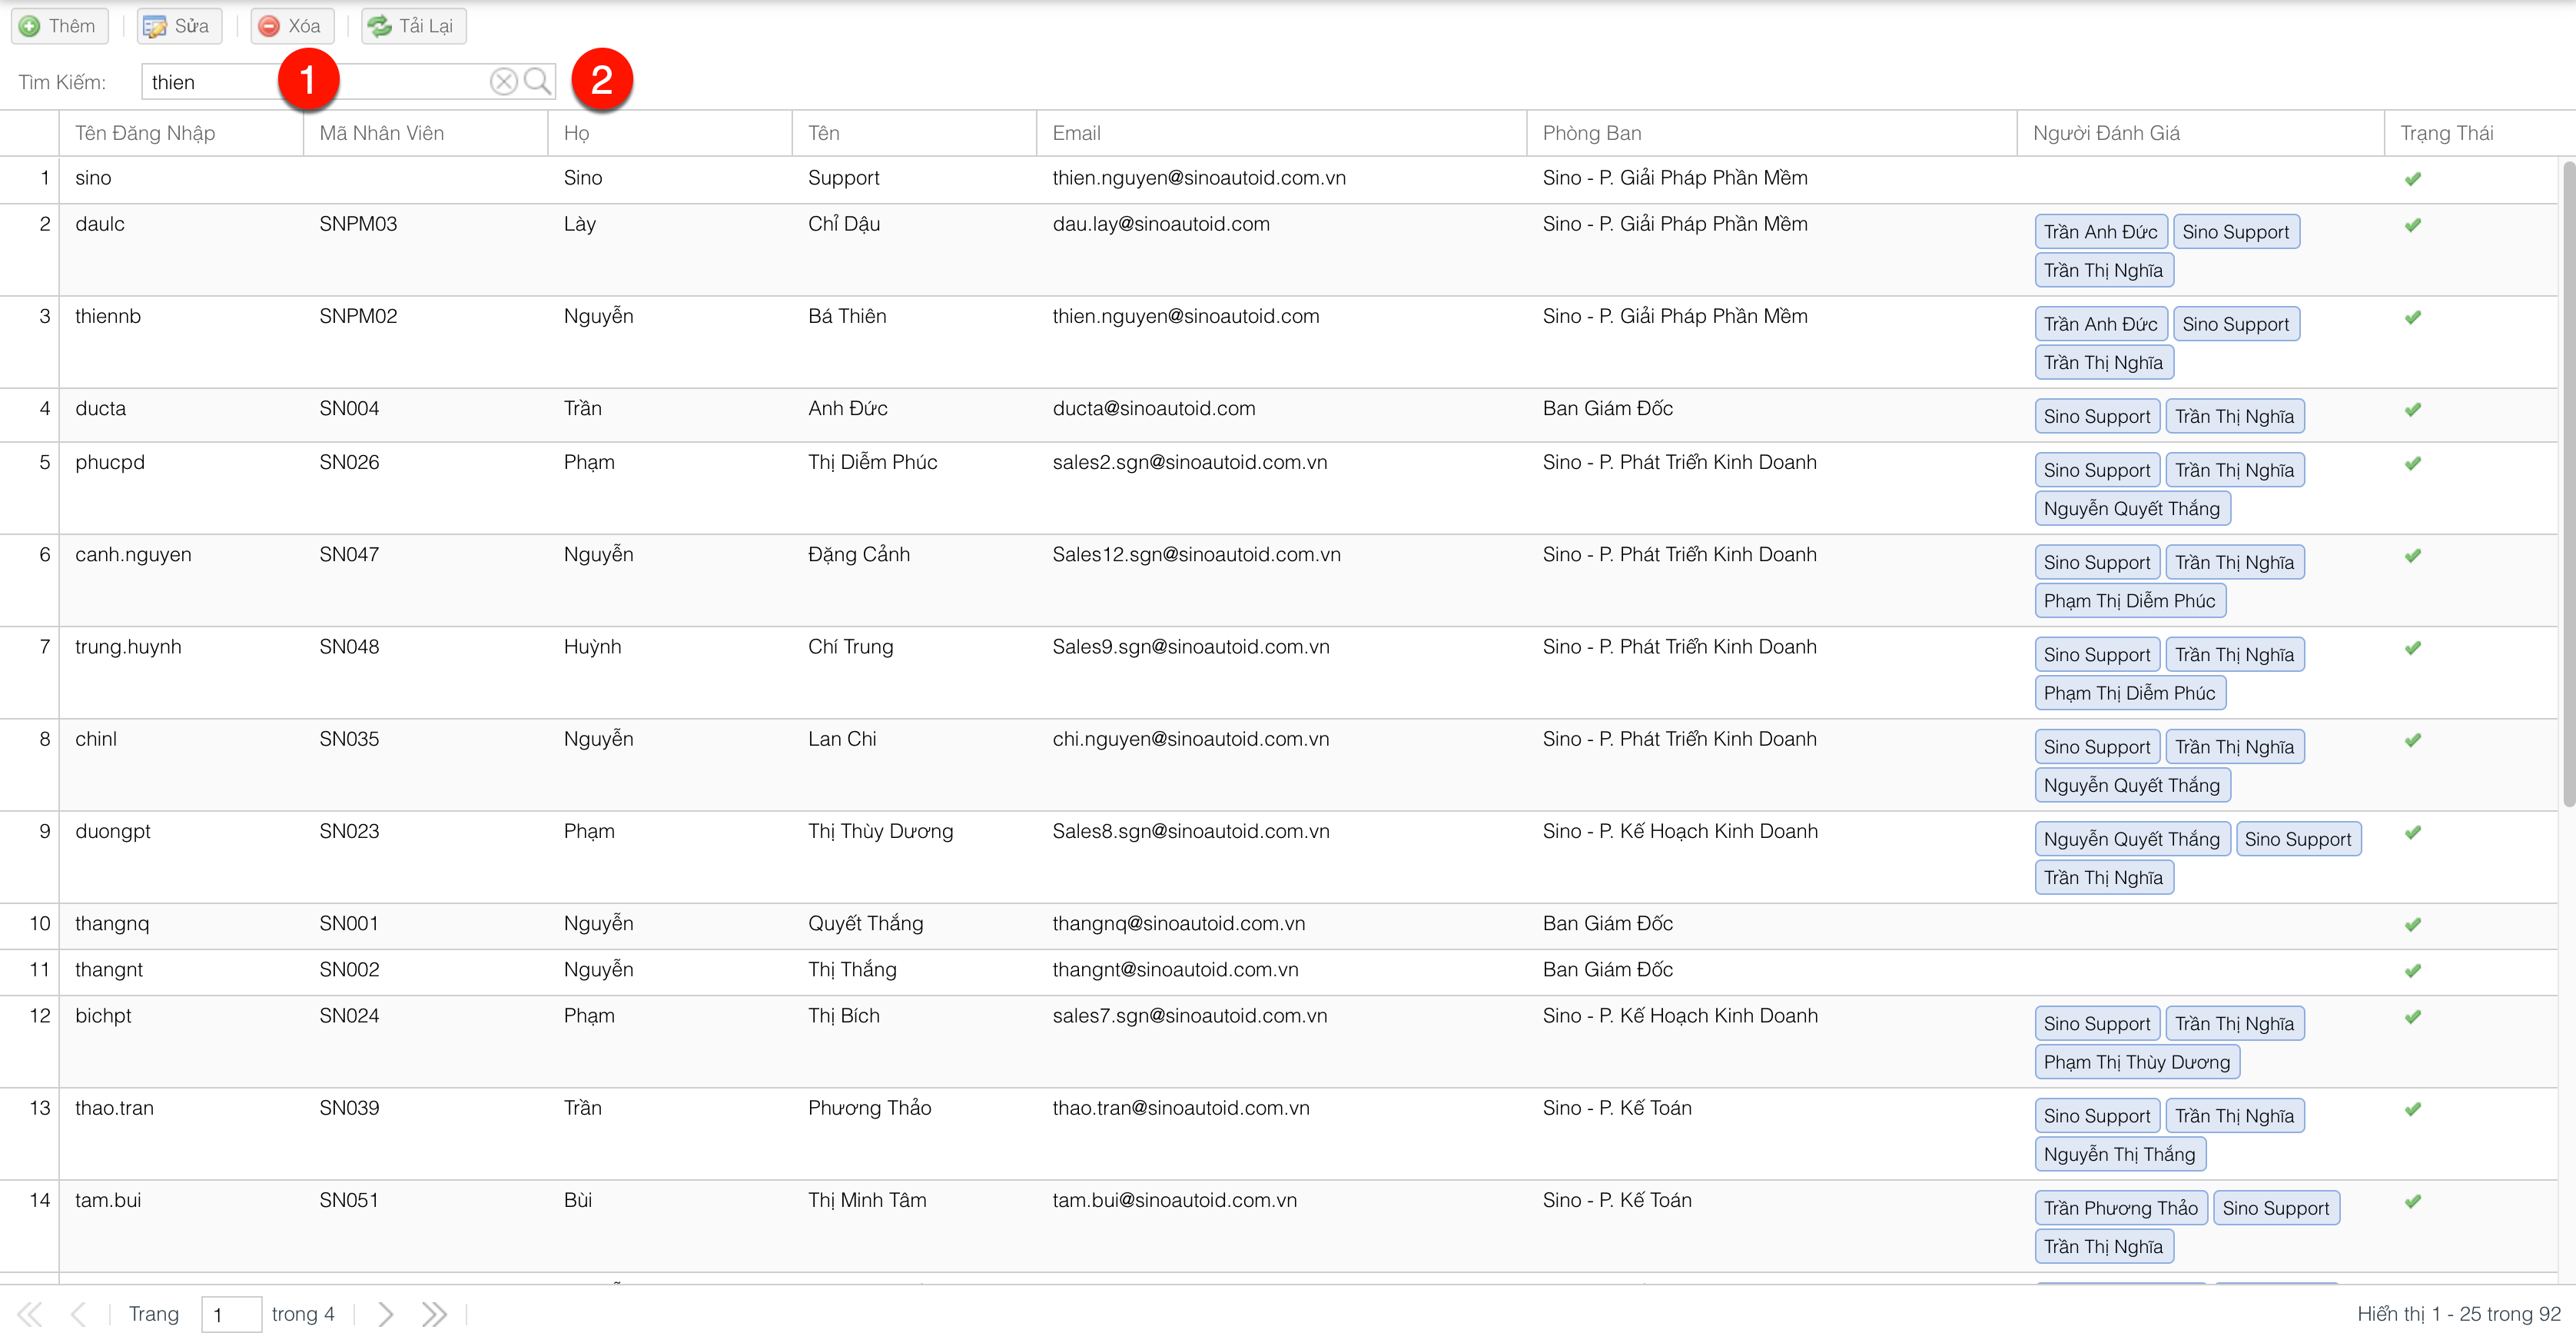 Thêm Sửa Xóa Tải Lại
Tìm Kiếm: thien 1 2
Tên Đăng Nhập Mã Nhân Viên Họ Tên Email Phòng Ban Người Đánh Giá Trạng Thái
1 sino Sino Support thien.nguyen@sinoautoid.com.vn Sino - P. Giải Pháp Phần Mềm
2 daulc SNPM03 Lày Chỉ Dậu dau.lay@sinoautoid.com Sino - P. Giải Pháp Phần Mềm Trần Anh Đức Sino Support
Trần Thị Nghĩa
3 thiennb SNPM02 Nguyễn Bá Thiên thien.nguyen@sinoautoid.com Sino - P. Giải Pháp Phần Mềm Trần Anh Đức Sino Support
Trần Thị Nghĩa
4 ducta SN004 Trần Anh Đức ducta@sinoautoid.com Ban Giám Đốc Sino Support Trần Thị Nghĩa
5 phucpd SN026 Phạm Thị Diễm Phúc sales2.sgn@sinoautoid.com.vn Sino - P. Phát Triển Kinh Doanh Sino Support Trần Thị Nghĩa
Nguyễn Quyết Thắng
6 canh.nguyen SN047 Nguyễn Đặng Cảnh Sales12.sgn@sinoautoid.com.vn Sino - P. Phát Triển Kinh Doanh Sino Support Trần Thị Nghĩa
Phạm Thị Diễm Phúc
7 trung.huynh SN048 Huỳnh Chí Trung Sales9.sgn@sinoautoid.com.vn Sino - P. Phát Triển Kinh Doanh Sino Support Trần Thị Nghĩa
Phạm Thị Diễm Phúc
8 chinl SN035 Nguyễn Lan Chi chi.nguyen@sinoautoid.com.vn Sino - P. Phát Triển Kinh Doanh Sino Support Trần Thị Nghĩa
Nguyễn Quyết Thắng
9 duongpt SN023 Phạm Thị Thùy Dương Sales8.sgn@sinoautoid.com.vn Sino - P. Kế Hoạch Kinh Doanh Nguyễn Quyết Thắng Sino Support
Trần Thị Nghĩa
10 thangnq SN001 Nguyễn Quyết Thắng thangnq@sinoautoid.com.vn Ban Giám Đốc
11 thangnt SN002 Nguyễn Thị Thắng thangnt@sinoautoid.com.vn Ban Giám Đốc
12 bichpt SN024 Phạm Thị Bích sales7.sgn@sinoautoid.com.vn Sino - P. Kế Hoạch Kinh Doanh Sino Support Trần Thị Nghĩa
Phạm Thị Thùy Dương
13 thao.tran SN039 Trần Phương Thảo thao.tran@sinoautoid.com.vn Sino - P. Kế Toán Sino Support Trần Thị Nghĩa
Nguyễn Thị Thắng
14 tam.bui SN051 Bùi Thị Minh Tâm tam.bui@sinoautoid.com.vn Sino - P. Kế Toán Trần Phương Thảo Sino Support
Trần Thị Nghĩa
Trang 1 trong 4 Hiển thị 1 - 25 trong 92